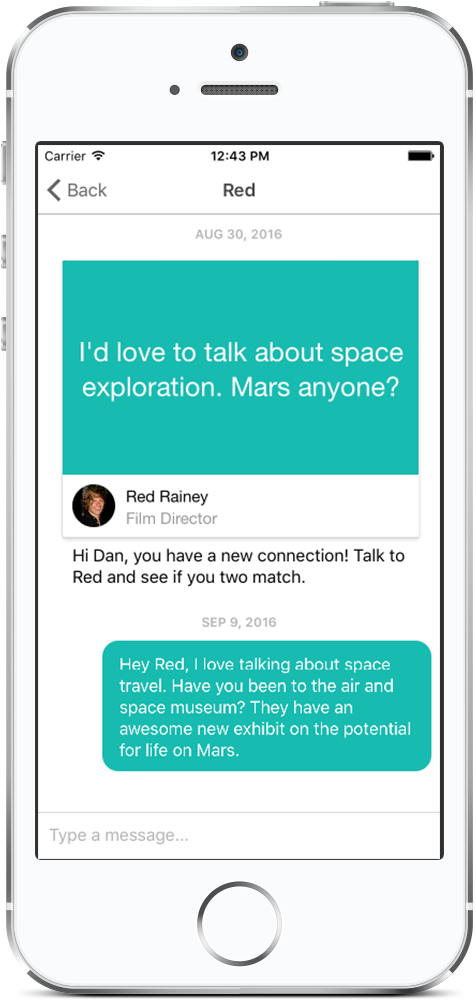 Carrier 12:43 PM
Back Red
AUG 30, 2016
I'd love to talk about space
exploration. Mars anyone?
Red Rainey
Film Director
Hi Dan, you have a new connection! Talk to
Red and see if you two match.
SEP 9, 2016
Hey Red, I love talking about space
travel. Have you been to the air and
space museum? They have an
awesome new exhibit on the potential
for life on Mars.
Type a message...